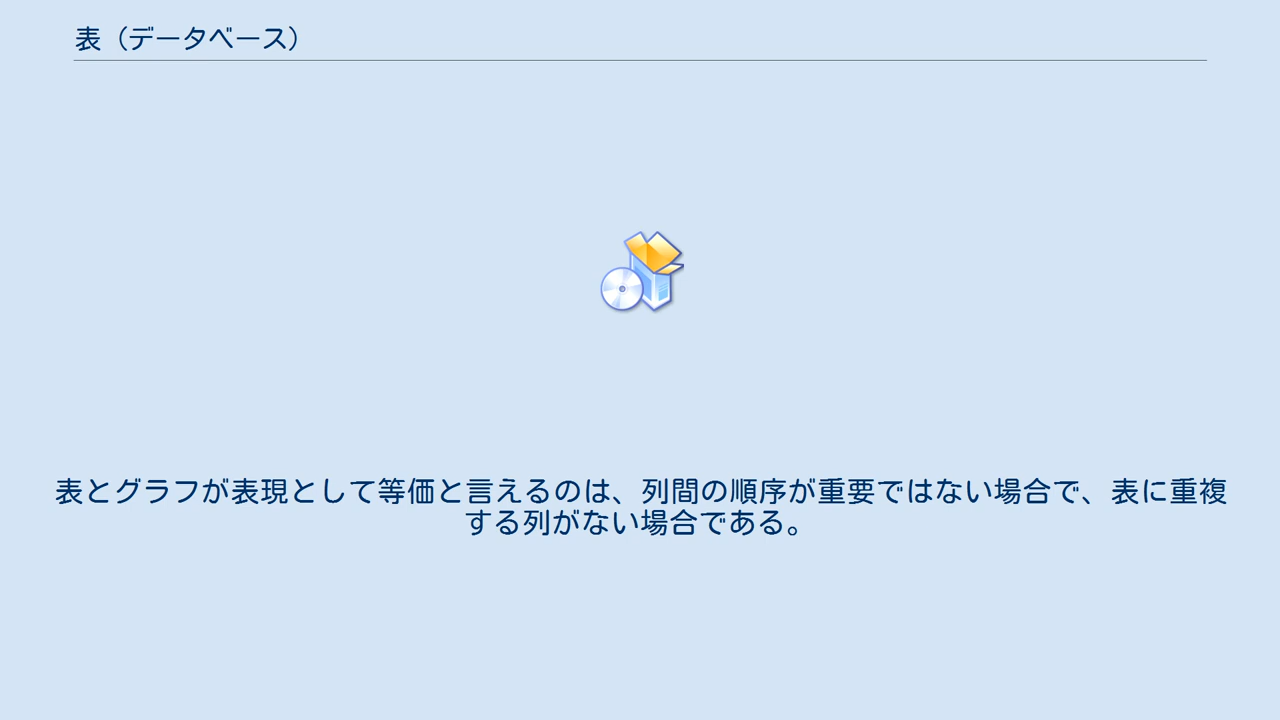 表（データベース）
表とグラフが表現として等価と言えるのは、列間の順序が重要ではない場合で、表に重複
する列がない場合である。